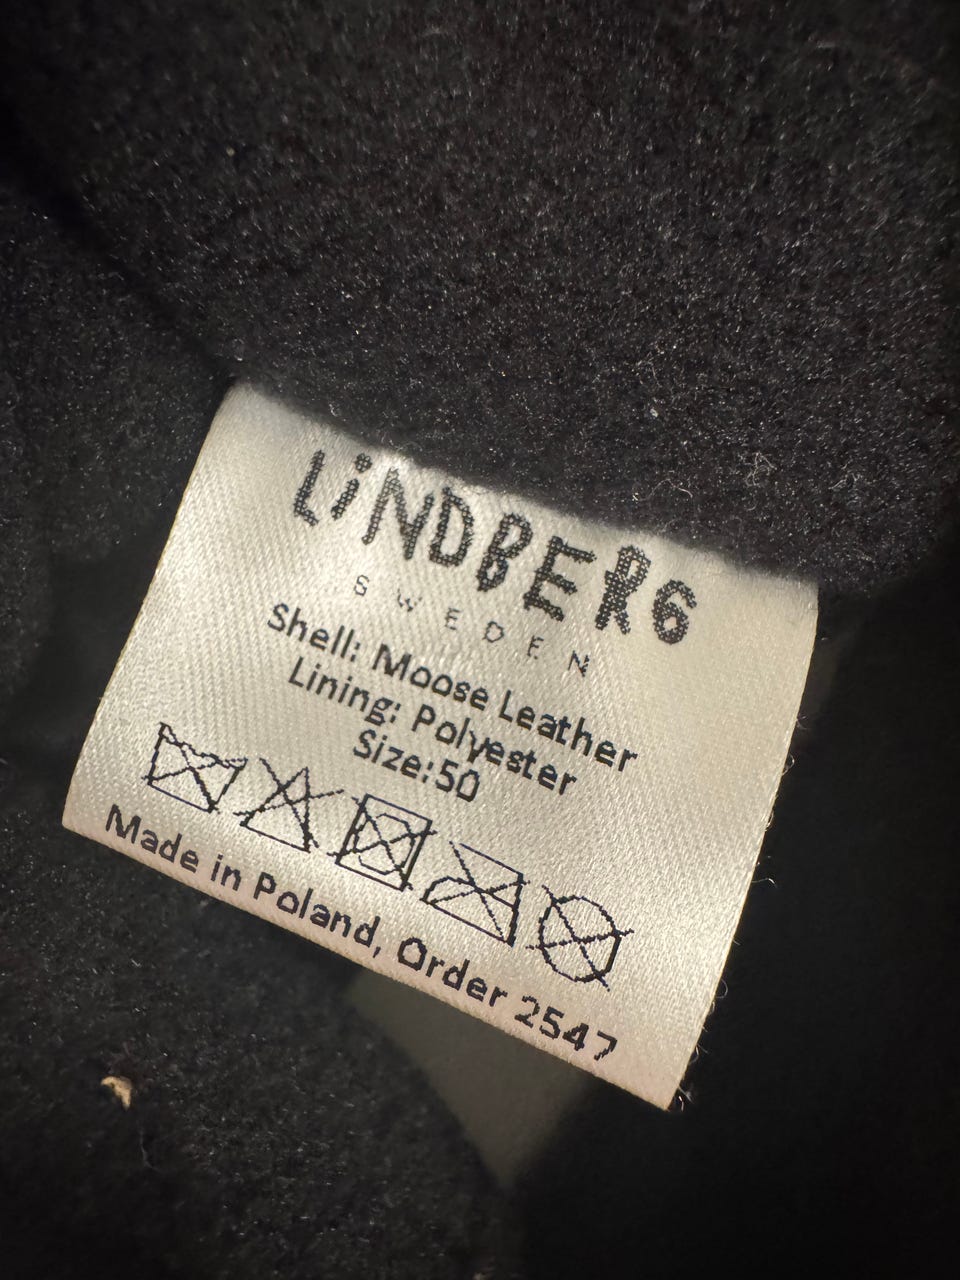 LiNDBERG
SWEDEN
Shell: Moose Leather
Lining: Polyester
Size:50
Made in Poland, Order 2547